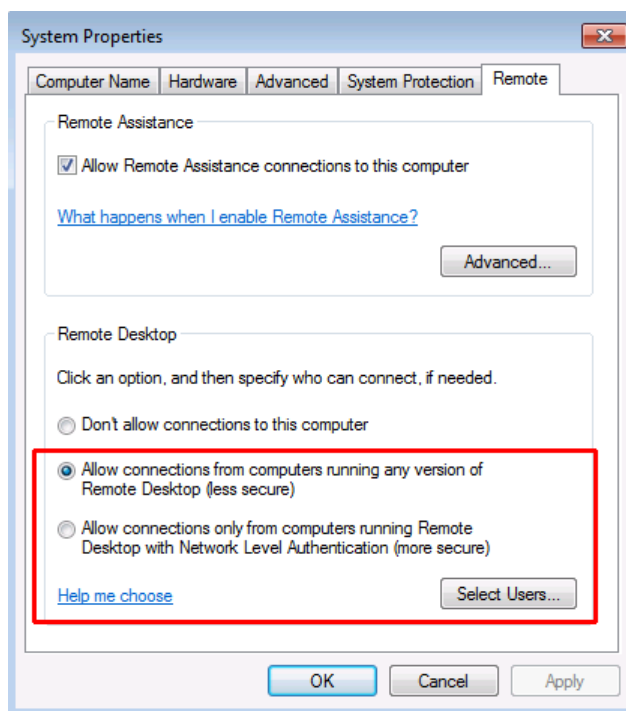 System Properties
Computer Name Hardware Advanced System Protection Remote
Remote Assistance
Allow Remote Assistance connections to this computer
What happens when I enable Remote Assistance?
Advanced...
Remote Desktop
Click an option, and then specify who can connect, if needed.
Don't allow connections to this computer
Allow connections from computers running any version of
Remote Desktop (less secure)
Allow connections only from computers running Remote
Desktop with Network Level Authentication (more secure)
Help me choose Select Users...
OK Cancel Apply